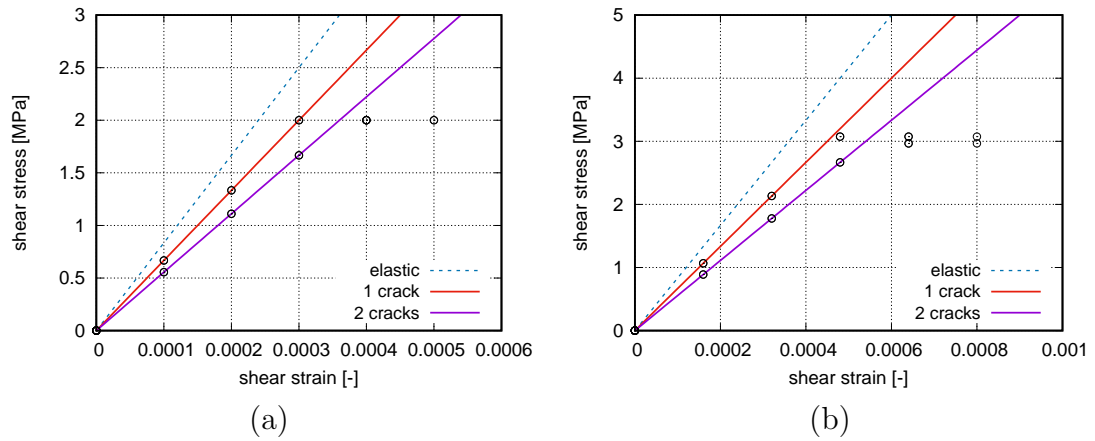 3
2.5
2
1.5
1
0.5
0
shear stress [MPa]
elastic
1 crack
2 cracks
0 0.0001 0.0002 0.0003 0.0004 0.0005 0.0006
shear strain [-]
(a)
5
4
3
2
1
0
shear stress [MPa]
elastic
1 crack
2 cracks
0 0.0002 0.0004 0.0006 0.0008 0.001
shear strain [-]
(b)